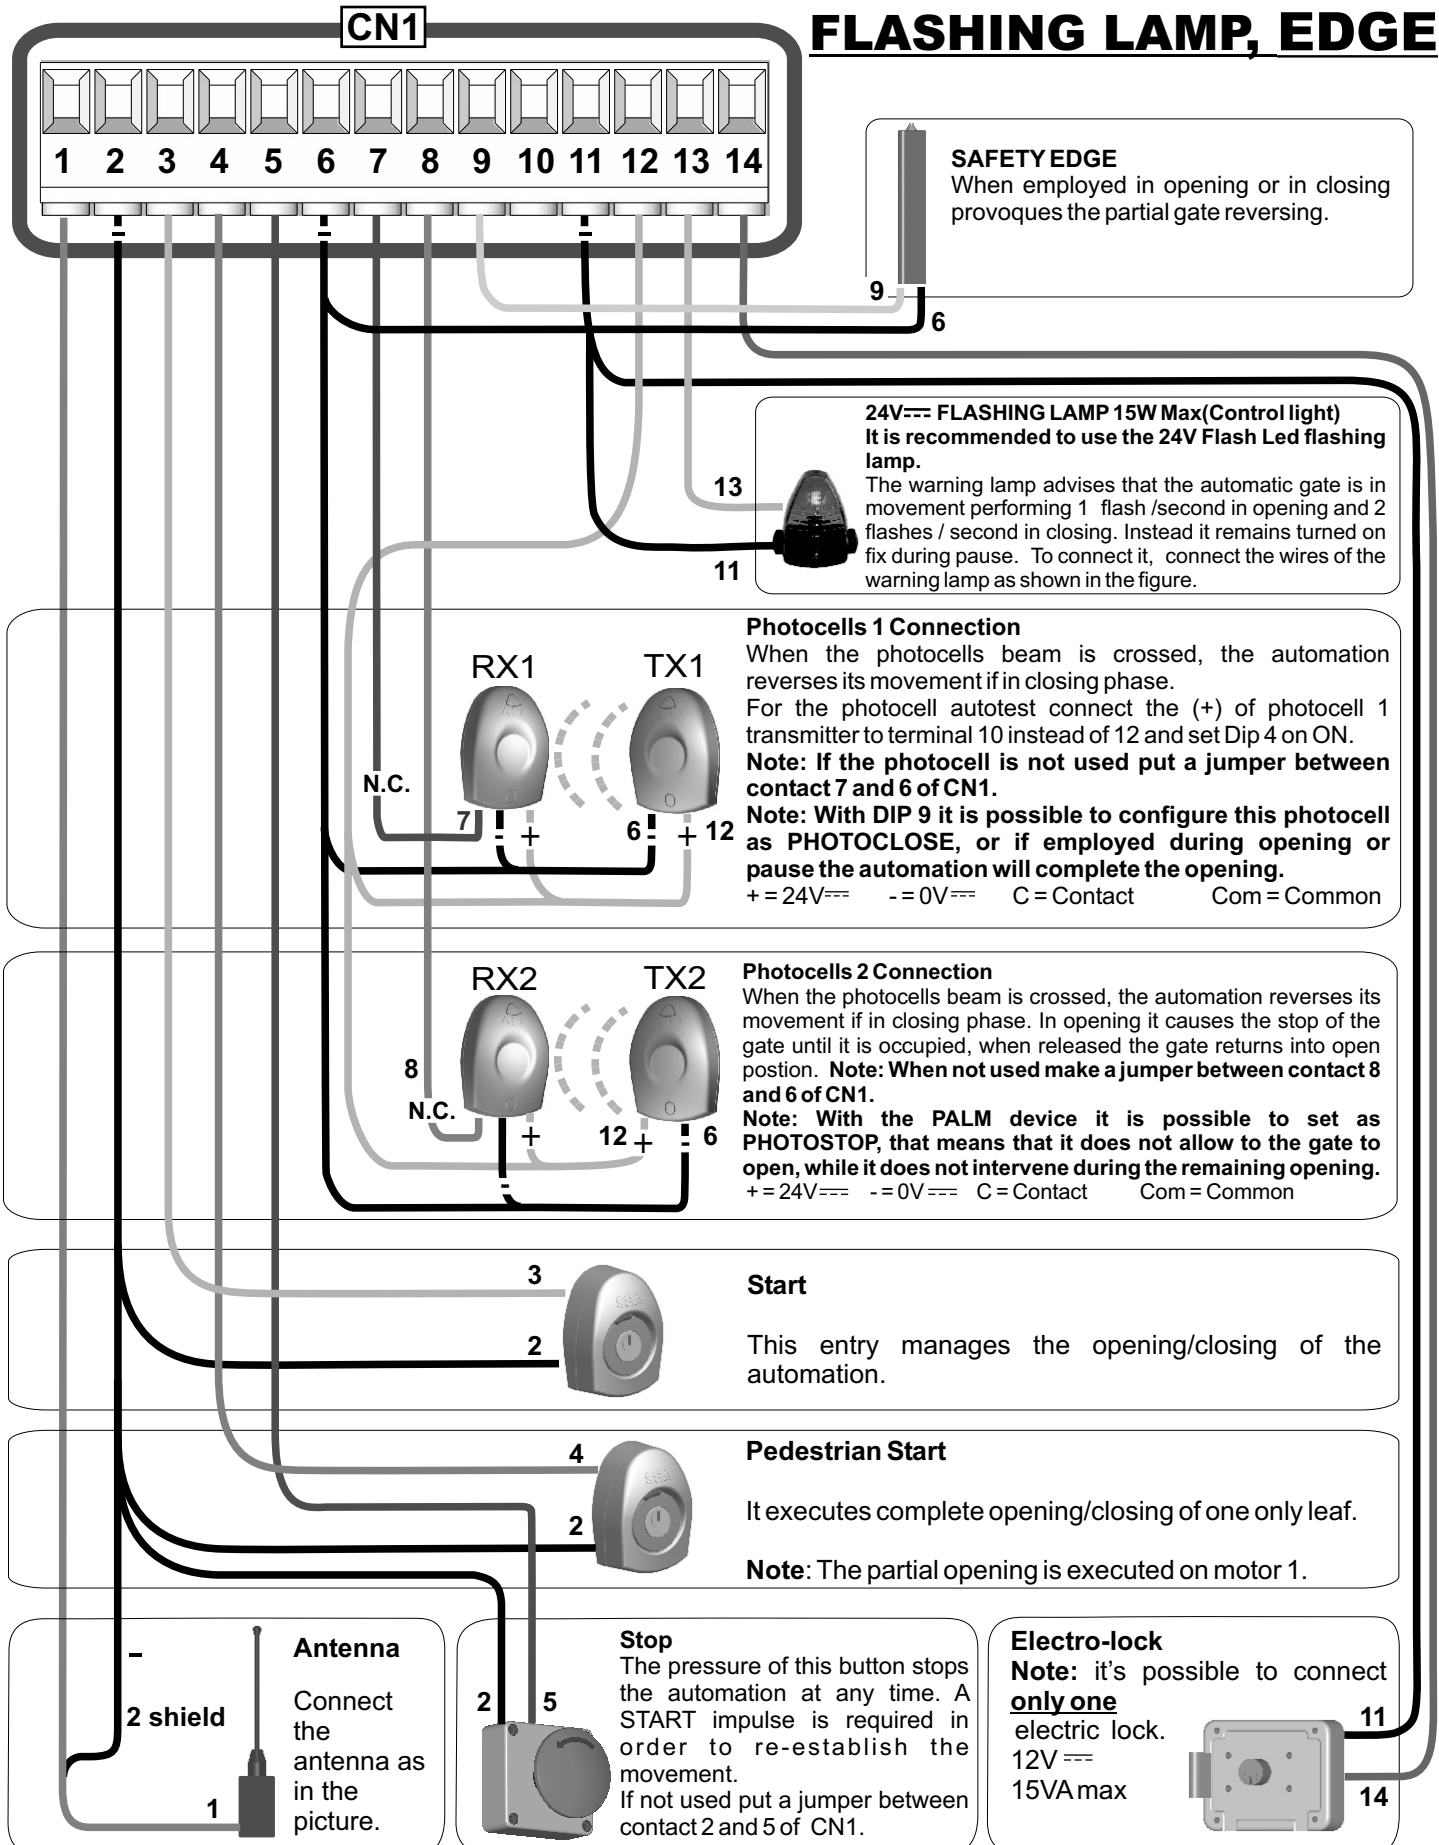 CN1
FLASHING LAMP, EDGE
1 2 3 4 5 6 7 8 9 10 11 12 13 14
SAFETY EDGE
When employed in opening or in closing
provoques the partial gate reversing.
9
6
24V⎓ FLASHING LAMP 15W Max(Control light)
It is recommended to use the 24V Flash Led flashing
lamp.
The warning lamp advises that the automatic gate is in
movement performing 1 flash /second in opening and 2
flashes / second in closing. Instead it remains turned on
fix during pause. To connect it, connect the wires of the
warning lamp as shown in the figure.
13
11
Photocells 1 Connection
When the photocells beam is crossed, the automation
reverses its movement if in closing phase.
For the photocell autotest connect the (+) of photocell 1
transmitter to terminal 10 instead of 12 and set Dip 4 on ON.
Note: If the photocell is not used put a jumper between
contact 7 and 6 of CN1.
Note: With DIP 9 it is possible to configure this photocell
as PHOTOCLOSE, or if employed during opening or
pause the automation will complete the opening.
+ = 24V⎓ - = 0V⎓ C = Contact Com = Common
RX1 TX1
N.C.
7 + 6 + 12
Photocells 2 Connection
When the photocells beam is crossed, the automation reverses its
movement if in closing phase. In opening it causes the stop of the
gate until it is occupied, when released the gate returns into open
postion. Note: When not used make a jumper between contact 8
and 6 of CN1.
Note: With the PALM device it is possible to set as
PHOTOSTOP, that means that it does not allow to the gate to
open, while it does not intervene during the remaining opening.
+ = 24V⎓ - = 0V⎓ C = Contact Com = Common
RX2 TX2
8
N.C.
+ 12 + 6
3
2
Start
This entry manages the opening/closing of the
automation.
4
2
Pedestrian Start
It executes complete opening/closing of one only leaf.
Note: The partial opening is executed on motor 1.
-
2 shield
1
Antenna
Connect
the
antenna as
in the
picture.
2 5
Stop
The pressure of this button stops
the automation at any time. A
START impulse is required in
order to re-establish the
movement.
If not used put a jumper between
contact 2 and 5 of CN1.
Electro-lock
Note: it's possible to connect
only one
electric lock.
12V ⎓
15VA max
11
14